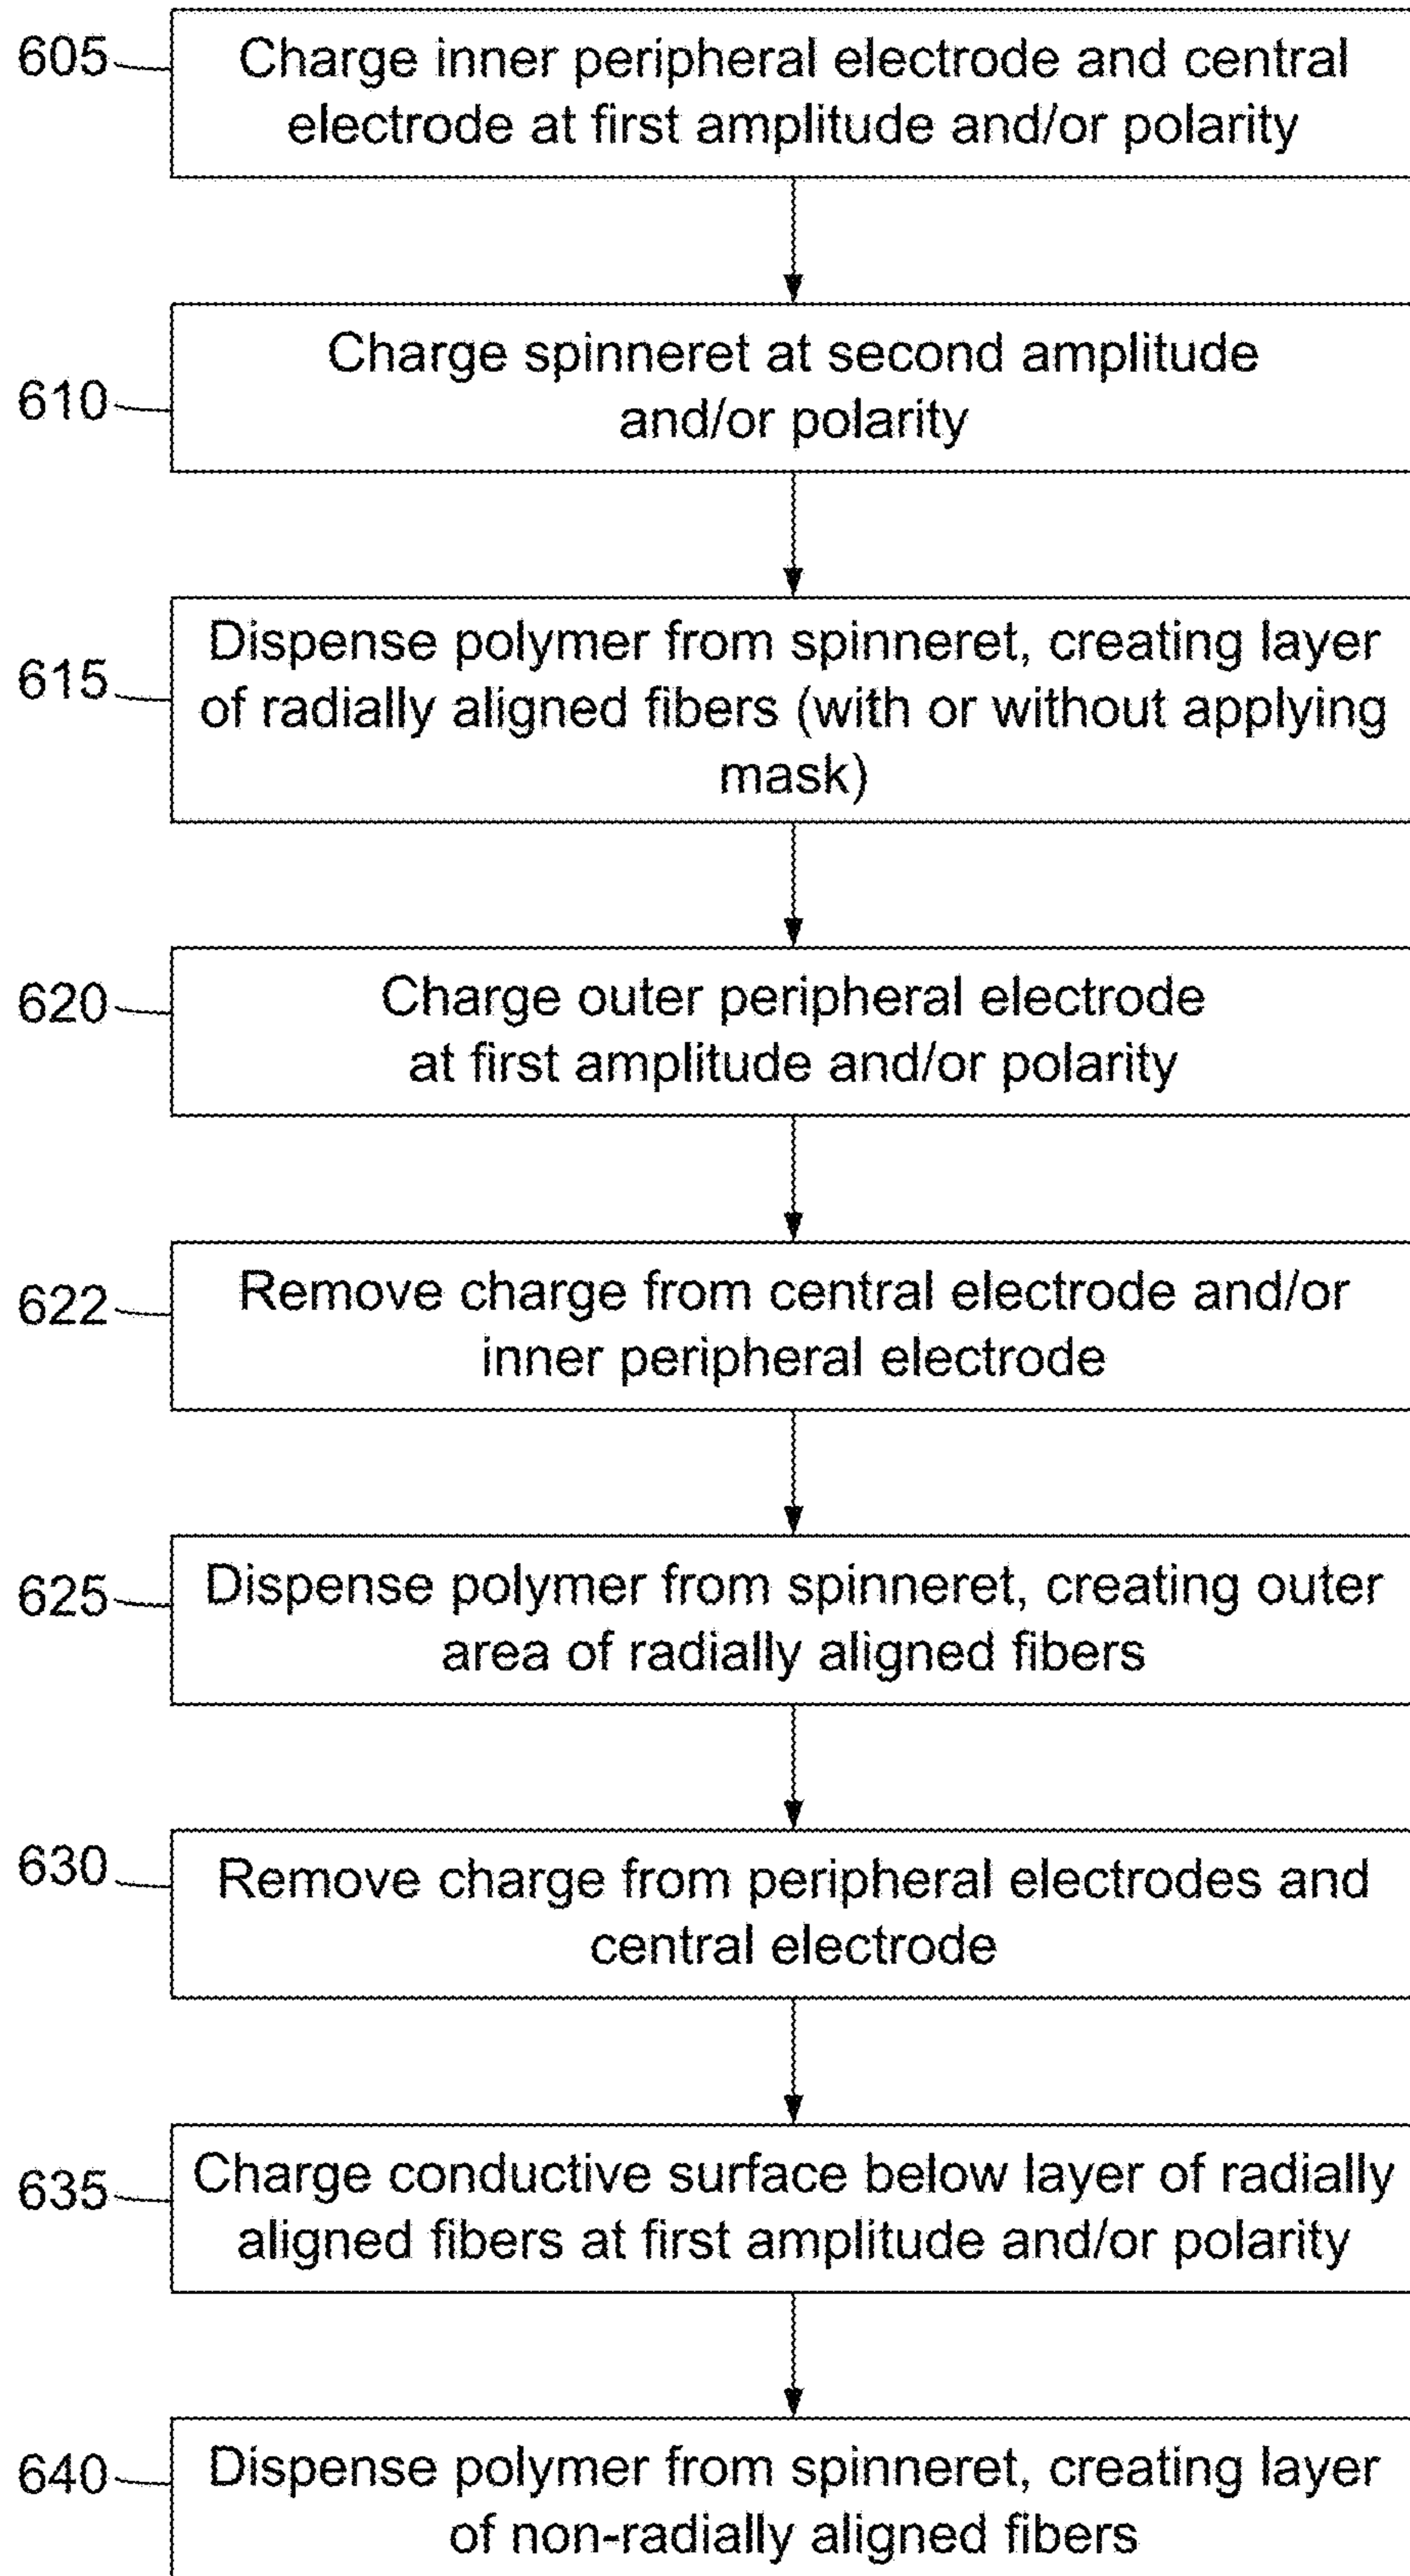 605
Charge inner peripheral electrode and central
electrode at first amplitude and/or polarity
610
Charge spinneret at second amplitude
and/or polarity
615
Dispense polymer from spinneret, creating layer
of radially aligned fibers (with or without applying
mask)
620
Charge outer peripheral electrode
at first amplitude and/or polarity
622
Remove charge from central electrode and/or
inner peripheral electrode
625
Dispense polymer from spinneret, creating outer
area of radially aligned fibers
630
Remove charge from peripheral electrodes and
central electrode
635
Charge conductive surface below layer of radially
aligned fibers at first amplitude and/or polarity
640
Dispense polymer from spinneret, creating layer
of non-radially aligned fibers